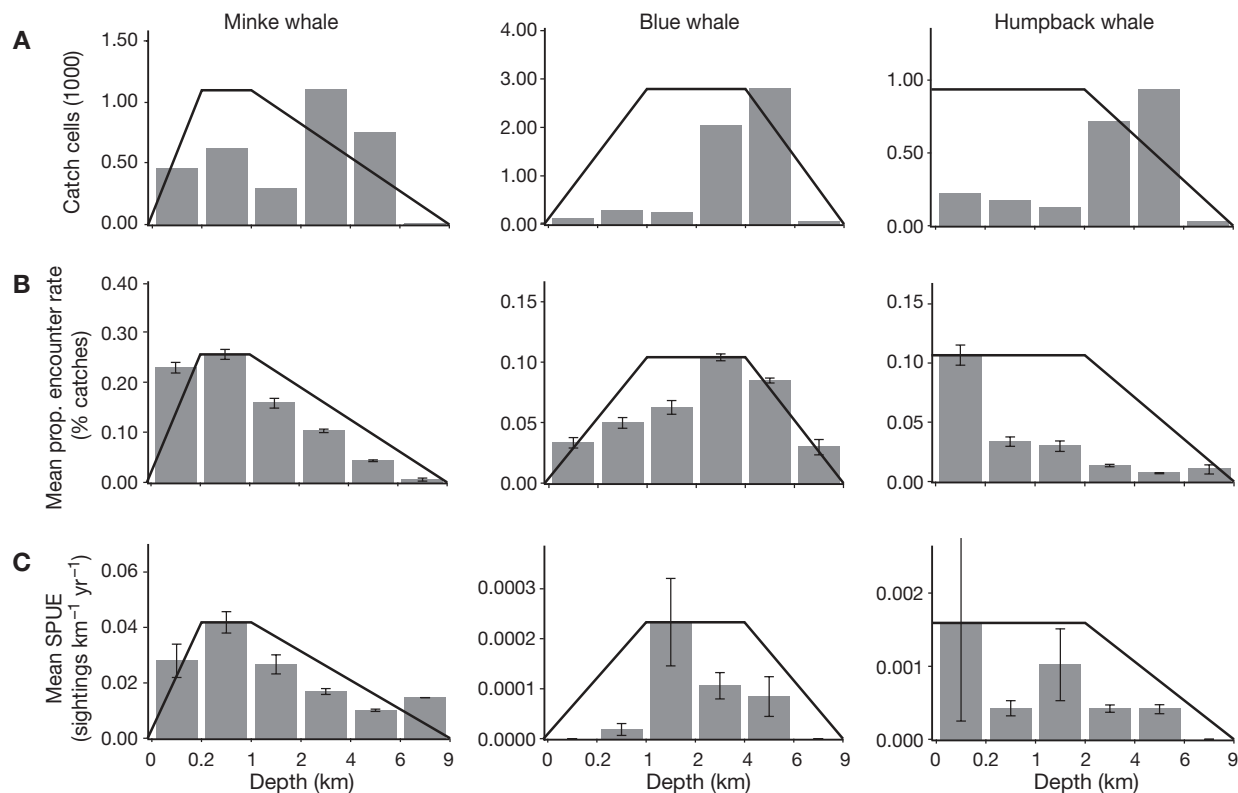 Minke whale
Blue whale
Humpback whale
A
Catch cells (1000)
1.50
1.00
0.50
0.00
4.00
3.00
2.00
1.00
0.00
1.00
0.50
0.00
B
Mean prop. encounter rate
(% catches)
0.40
0.30
0.20
0.10
0.00
0.15
0.10
0.05
0.00
0.15
0.10
0.05
0.00
C
Mean SPUE
(sightings km−1 yr−1)
0.06
0.04
0.02
0.00
0.0003
0.0002
0.0001
0.0000
0.002
0.001
0.000
0 0.2 1 2 4 6 9
0 0.2 1 2 4 6 9
0 0.2 1 2 4 6 9
Depth (km)
Depth (km)
Depth (km)